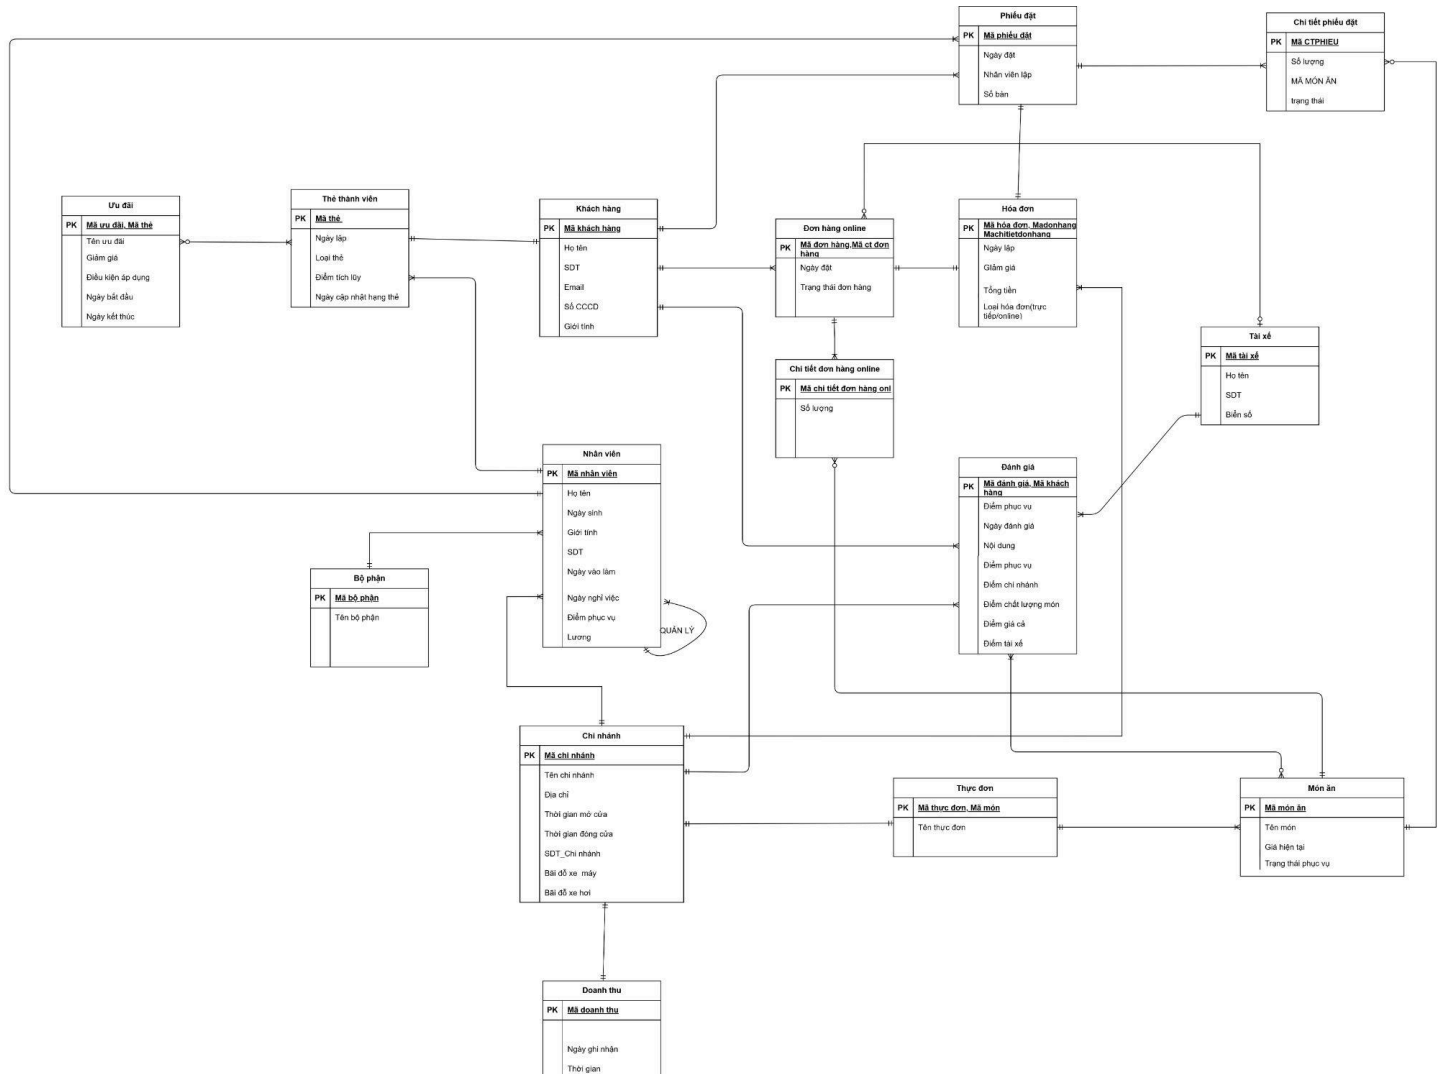 Phiếu đặt
PK Mã phiếu đặt
Ngày đặt
Nhân viên lập
Số bàn
Chi tiết phiếu đặt
PK Mã CTPHIEU
Số lượng
MÃ MÓN ĂN
trạng thái
Ưu đãi
PK Mã ưu đãi, Mã thẻ
Tên ưu đãi
Giảm giá
Điều kiện áp dụng
Ngày bắt đầu
Ngày kết thúc
Thẻ thành viên
PK Mã thẻ
Ngày lập
Loại thẻ
Điểm tích lũy
Ngày cập nhật hạng thẻ
Khách hàng
PK Mã khách hàng
Họ tên
SDT
Email
Số CCCD
Giới tính
Đơn hàng online
PK Mã đơn hàng,Mã ct đơn
hàng
Ngày đặt
Trạng thái đơn hàng
Hóa đơn
PK Mã hóa đơn, Madonhang
Machitietdonhang
Ngày lập
Giảm giá
Tổng tiền
Loại hóa đơn(trực
tiếp/online)
Tài xế
PK Mã tài xế
Họ tên
SDT
Biển số
Chi tiết đơn hàng online
PK Mã chi tiết đơn hàng onl
Số lượng
Nhân viên
PK Mã nhân viên
Họ tên
Ngày sinh
Giới tính
SDT
Ngày vào làm
Ngày nghỉ việc
Điểm phục vụ
Lương
QUẢN LÝ
Đánh giá
PK Mã đánh giá, Mã khách
hàng
Điểm phục vụ
Ngày đánh giá
Nội dung
Điểm phục vụ
Điểm chi nhánh
Điểm chất lượng món
Điểm giá cả
Điểm tài xế
Bộ phận
PK Mã bộ phận
Tên bộ phận
Chi nhánh
PK Mã chi nhánh
Tên chi nhánh
Địa chỉ
Thời gian mở cửa
Thời gian đóng cửa
SDT_Chi nhánh
Bãi đỗ xe máy
Bãi đỗ xe hơi
Thực đơn
PK Mã thực đơn, Mã món
Tên thực đơn
Món ăn
PK Mã món ăn
Tên món
Giá hiện tại
Trạng thái phục vụ
Doanh thu
PK Mã doanh thu
Ngày ghi nhận
Thời gian